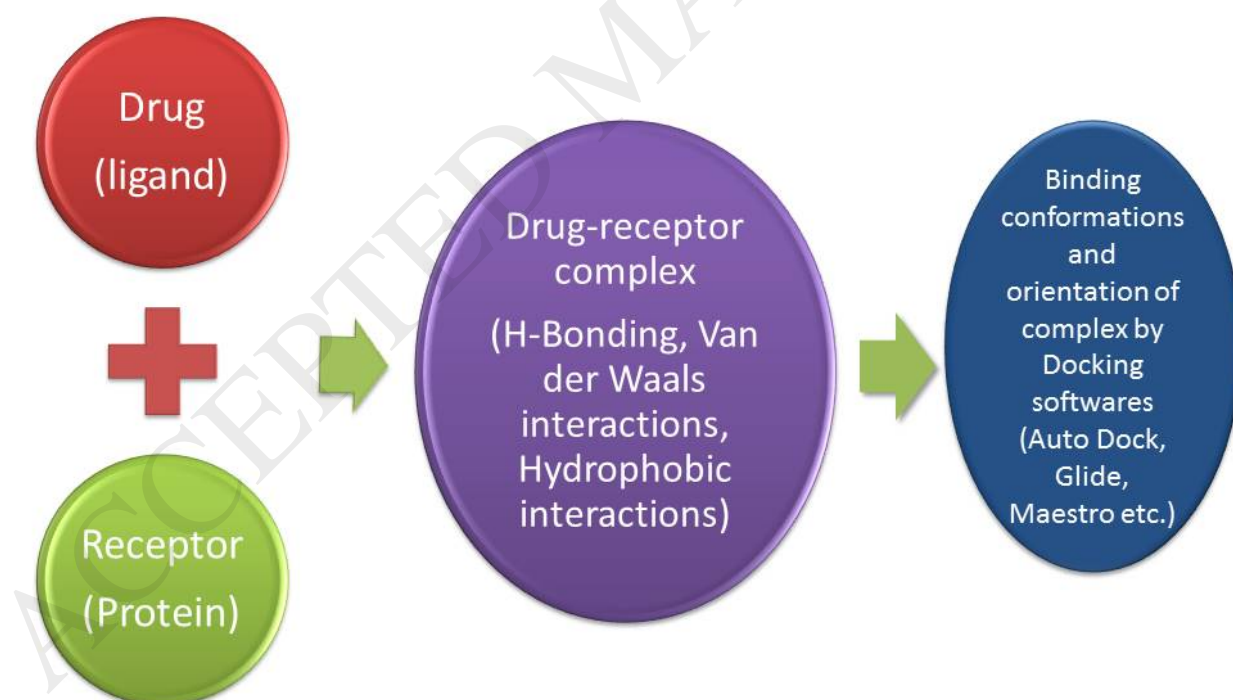 Drug
(ligand)
Receptor
(Protein)
Drug-receptor
complex
(H-Bonding, Van
der Waals
interactions,
Hydrophobic
interactions)
Binding
conformations
and
orientation of
complex by
Docking
softwares
(Auto Dock,
Glide,
Maestro etc.)
ACCEPTED MA